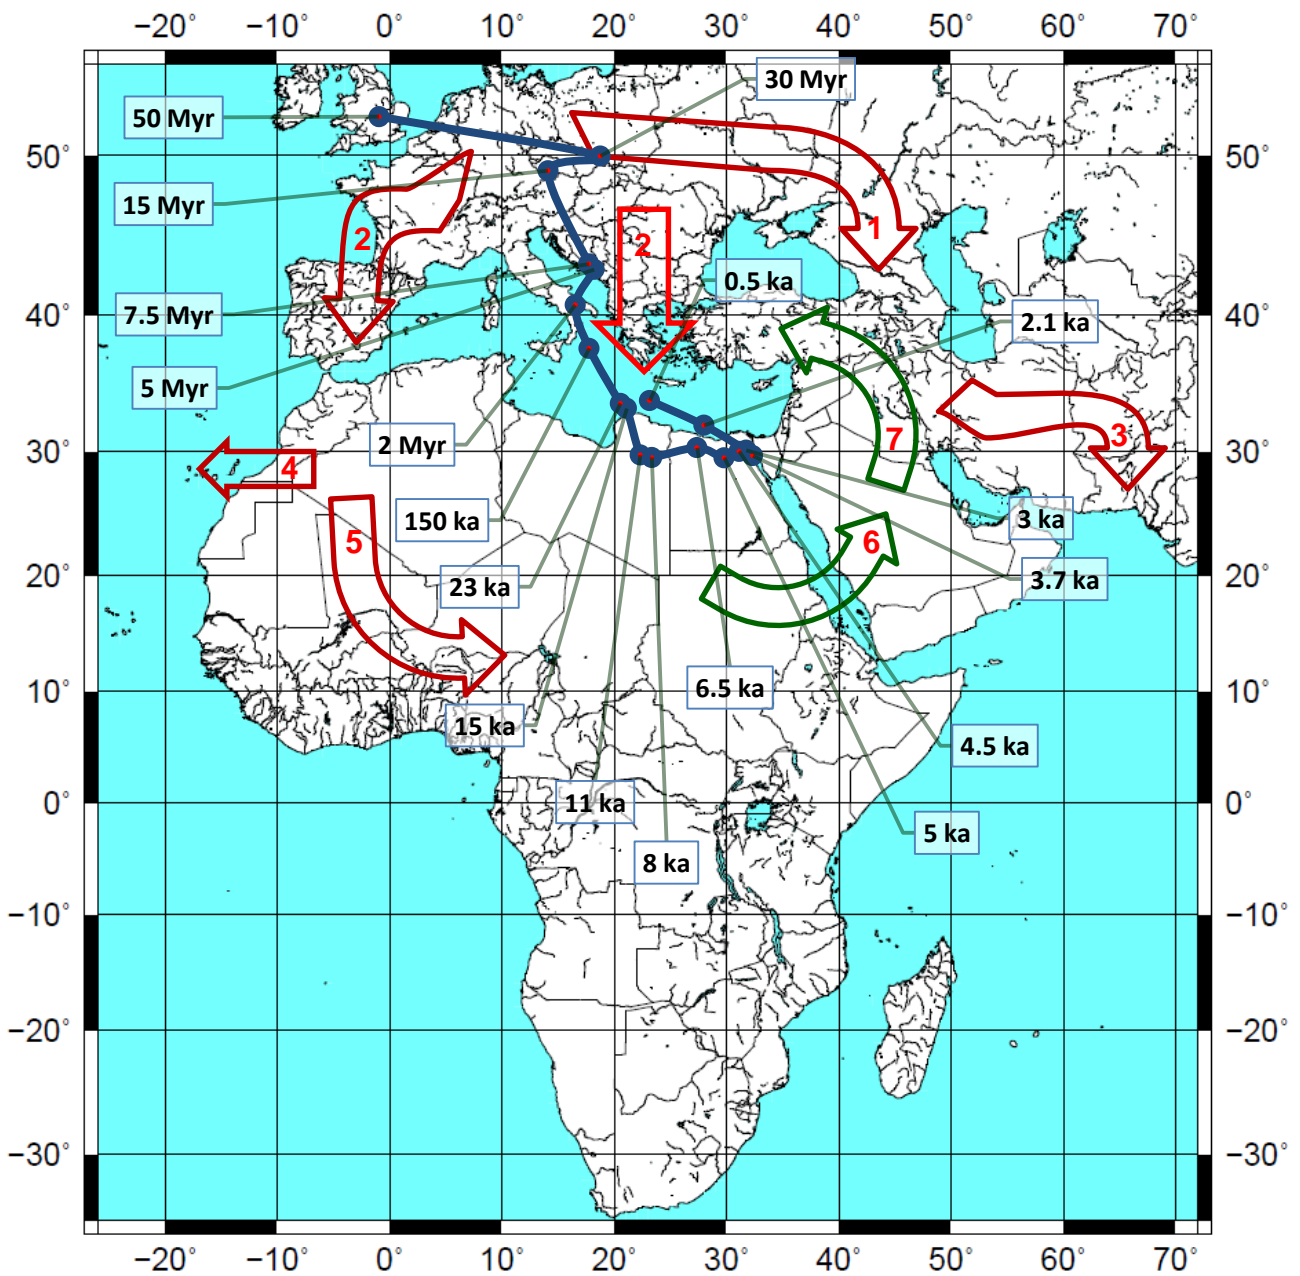 −20° −10° 0° 10° 20° 30° 40° 50° 60° 70°
30 Myr
50 Myr
50° 50°
15 Myr
2
1
2
0.5 ka
7.5 Myr
40° 40°
2.1 ka
5 Myr
2 Myr
7
3
30° 30°
4
150 ka
3 ka
5
6
23 ka
20° 20°
3.7 ka
6.5 ka
10° 10°
15 ka
4.5 ka
0° 0°
11 ka
5 ka
8 ka
−10° −10°
−20° −20°
−30° −30°
−20° −10° 0° 10° 20° 30° 40° 50° 60° 70°